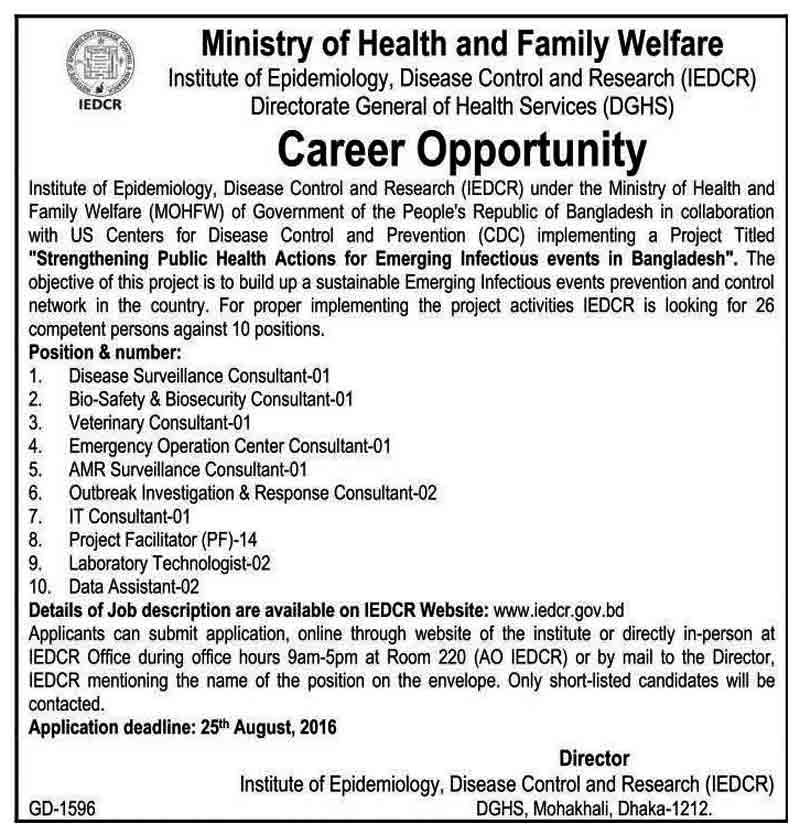 IEDCR
Ministry of Health and Family Welfare
Institute of Epidemiology, Disease Control and Research (IEDCR)
Directorate General of Health Services (DGHS)
Career Opportunity
Institute of Epidemiology, Disease Control and Research (IEDCR) under the Ministry of Health and
Family Welfare (MOHFW) of Government of the People's Republic of Bangladesh in collaboration
with US Centers for Disease Control and Prevention (CDC) implementing a Project Titled
"Strengthening Public Health Actions for Emerging Infectious events in Bangladesh". The
objective of this project is to build up a sustainable Emerging Infectious events prevention and control
network in the country. For proper implementing the project activities IEDCR is looking for 26
competent persons against 10 positions.
Position & number:
1. Disease Surveillance Consultant-01
2. Bio-Safety & Biosecurity Consultant-01
3. Veterinary Consultant-01
4. Emergency Operation Center Consultant-01
5. AMR Surveillance Consultant-01
6. Outbreak Investigation & Response Consultant-02
7. IT Consultant-01
8. Project Facilitator (PF)-14
9. Laboratory Technologist-02
10. Data Assistant-02
Details of Job description are available on IEDCR Website: www.iedcr.gov.bd
Applicants can submit application, online through website of the institute or directly in-person at
IEDCR Office during office hours 9am-5pm at Room 220 (AO IEDCR) or by mail to the Director,
IEDCR mentioning the name of the position on the envelope. Only short-listed candidates will be
contacted.
Application deadline: 25th August, 2016
Director
Institute of Epidemiology, Disease Control and Research (IEDCR)
DGHS, Mohakhali, Dhaka-1212.
GD-1596